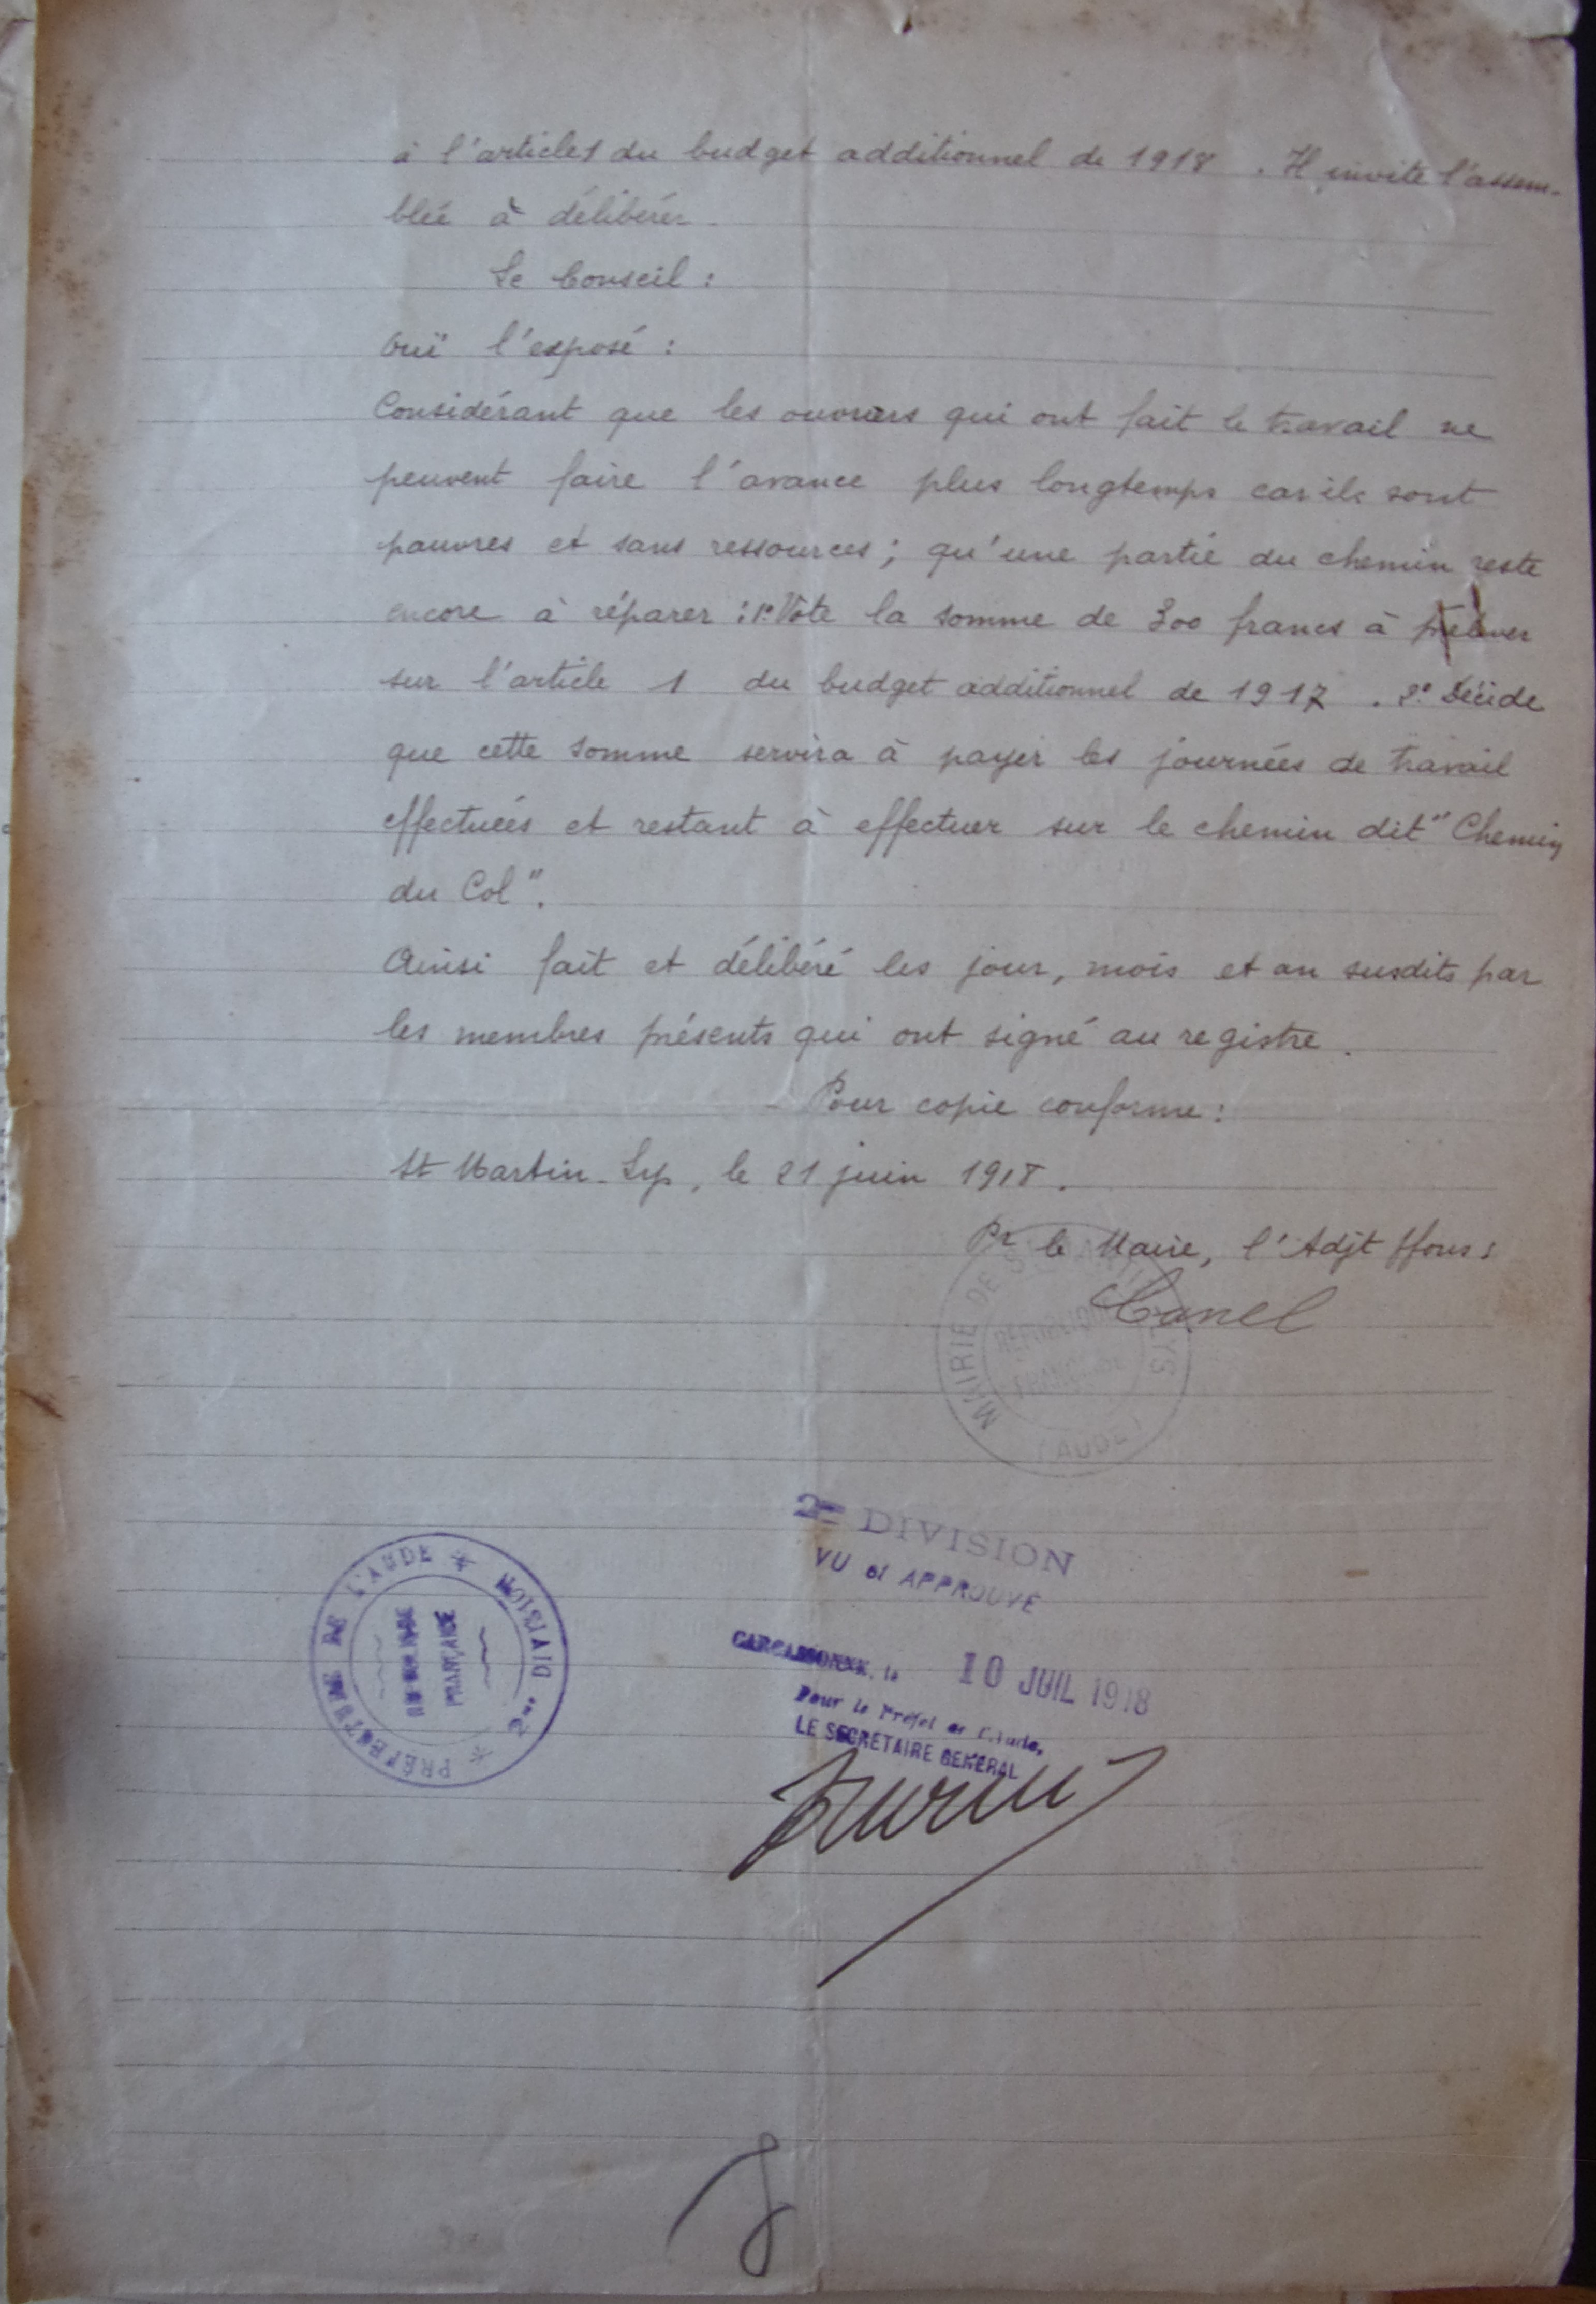 à l'article 1 du budget additionnel de 1918. Il invite l'assem-
blée à délibérer.
Le Conseil :
Ouï l'exposé :
Considérant que les ouvriers qui ont fait le travail ne
peuvent faire l'avance plus longtemps car ils sont
pauvres et sans ressources ; qu'une partie du chemin reste
encore à réparer : 1° Vote la somme de 300 francs à prélever
sur l'article 1 du budget additionnel de 1917. 2° Décide
que cette somme servira à payer les journées de travail
effectuées et restant à effectuer sur le chemin dit "Chemin
du Col".
Ainsi fait et délibéré les jour, mois et an susdits par
les membres présents qui ont signé au registre.
Pour copie conforme :
St Martin-Lys, le 21 juin 1918.
Pr le Maire, l'Adjt ffons :
Canel
MAIRIE DE ST LYS
RÉPUBLIQUE
FRANÇAISE
(AUDE)
2me DIVISION
VU et APPROUVÉ
CARCASSONNE, le 10 JUIL 1918
Pour le Préfet de l'Aude,
LE SECRÉTAIRE GÉNÉRAL
PRÉFECTURE DE L'AUDE * 2me DIVISION *
FRANÇAISE